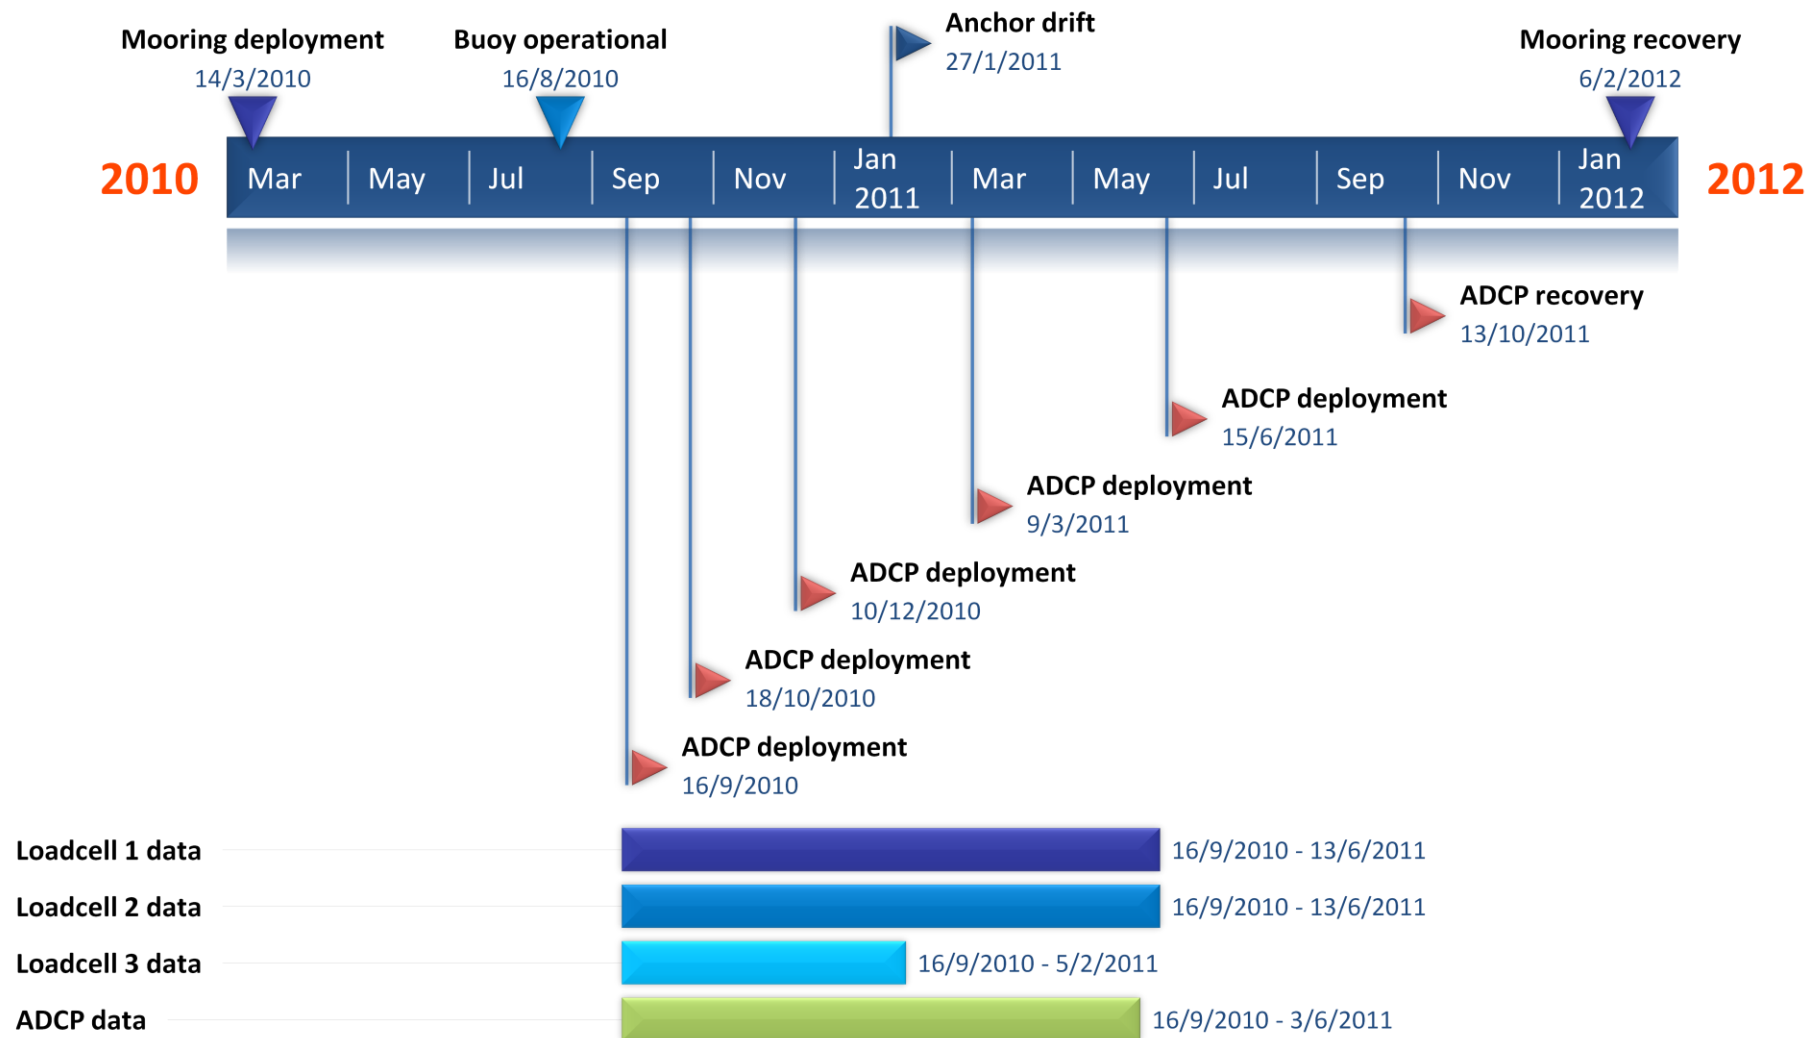 Mooring deployment
14/3/2010
Buoy operational
16/8/2010
Anchor drift
27/1/2011
Mooring recovery
6/2/2012
2010
Mar
May
Jul
Sep
Nov
Jan
2011
Mar
May
Jul
Sep
Nov
Jan
2012
2012
ADCP recovery
13/10/2011
ADCP deployment
15/6/2011
ADCP deployment
9/3/2011
ADCP deployment
10/12/2010
ADCP deployment
18/10/2010
ADCP deployment
16/9/2010
Loadcell 1 data
16/9/2010 - 13/6/2011
Loadcell 2 data
16/9/2010 - 13/6/2011
Loadcell 3 data
16/9/2010 - 5/2/2011
ADCP data
16/9/2010 - 3/6/2011